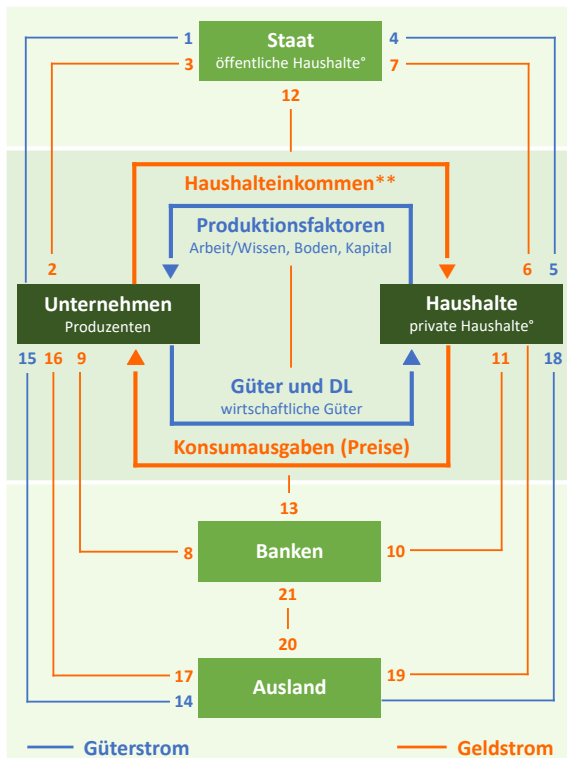 1
Staat
4
3
öffentliche Haushalte°
7
12
Haushalteinkommen**
Produktionsfaktoren
Arbeit/Wissen, Boden, Kapital
2
6 5
Unternehmen
Produzenten
Haushalte
private Haushalte°
15 16 9
11 18
Güter und DL
wirtschaftliche Güter
Konsumausgaben (Preise)
13
8
Banken
10
21
20
17
19
Ausland
14
Güterstrom
Geldstrom